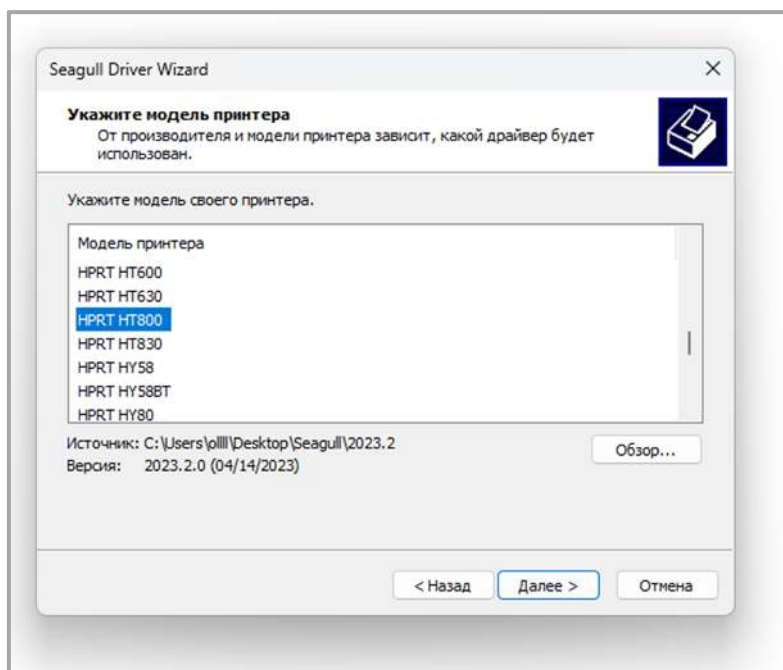 Seagull Driver Wizard
Укажите модель принтера
От производителя и модели принтера зависит, какой драйвер будет
использован.
Укажите модель своего принтера.
Модель принтера
HPRT HT600
HPRT HT630
HPRT HT800
HPRT HT830
HPRT HY58
HPRT HY58BT
HPRT HY80
Источник: C:\Users\ollll\Desktop\Seagull\2023.2
Обзор...
Версия: 2023.2.0 (04/14/2023)
< Назад
Далее >
Отмена